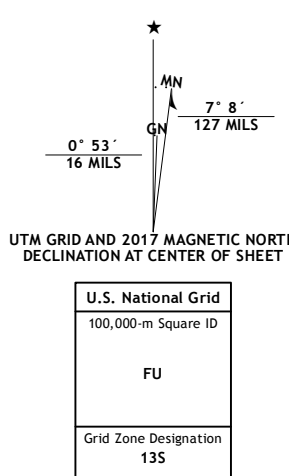 ★
MN
GN
7° 8´
127 MILS
0° 53´
16 MILS
UTM GRID AND 2017 MAGNETIC NORTH
DECLINATION AT CENTER OF SHEET
U.S. National Grid
100,000-m Square ID
FU
Grid Zone Designation
13S